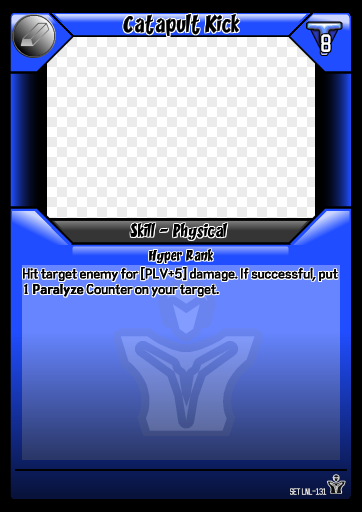 Catapult Kick
8
Skill - Physical
Hyper Rank
Hit target enemy for [PLV+5] damage. If successful, put
1 Paralyze Counter on your target.
SET LNL-131